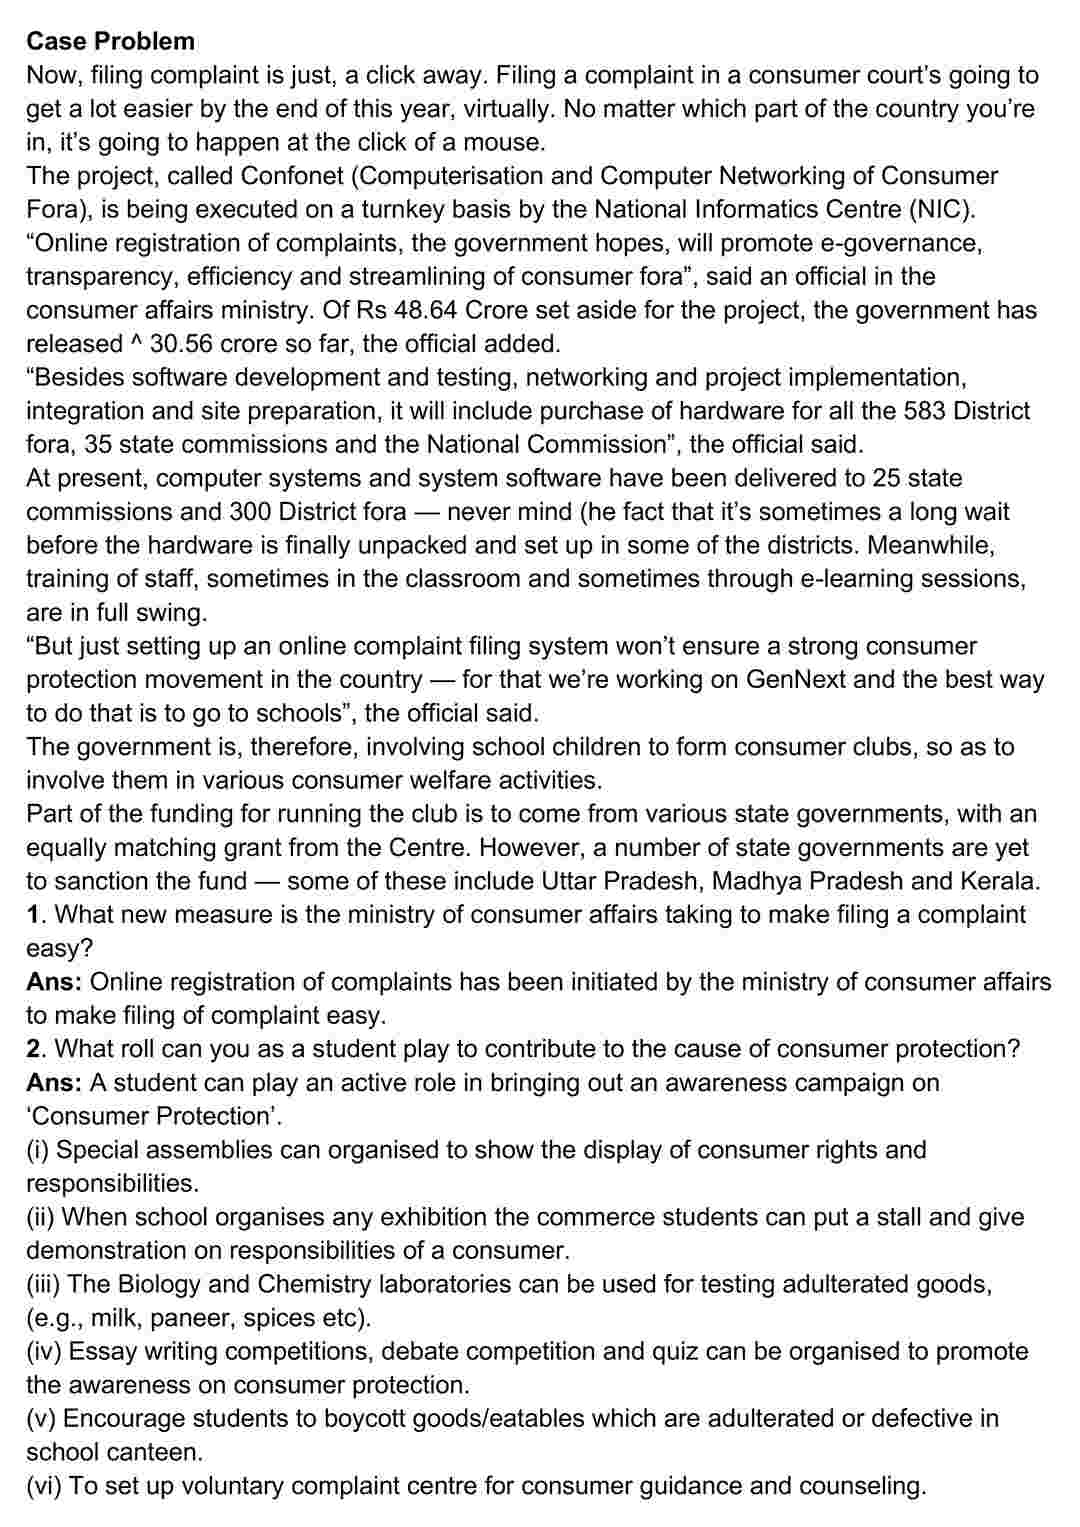 Case Problem
Now, filing complaint is just, a click away. Filing a complaint in a consumer court's going to
get a lot easier by the end of this year, virtually. No matter which part of the country you're
in, it's going to happen at the click of a mouse.
The project, called Confonet (Computerisation and Computer Networking of Consumer
Fora), is being executed on a turnkey basis by the National Informatics Centre (NIC).
“Online registration of complaints, the government hopes, will promote e-governance,
transparency, efficiency and streamlining of consumer fora”, said an official in the
consumer affairs ministry. Of Rs 48.64 Crore set aside for the project, the government has
released ^ 30.56 crore so far, the official added.
“Besides software development and testing, networking and project implementation,
integration and site preparation, it will include purchase of hardware for all the 583 District
fora, 35 state commissions and the National Commission”, the official said.
At present, computer systems and system software have been delivered to 25 state
commissions and 300 District fora — never mind (he fact that it's sometimes a long wait
before the hardware is finally unpacked and set up in some of the districts. Meanwhile,
training of staff, sometimes in the classroom and sometimes through e-learning sessions,
are in full swing.
“But just setting up an online complaint filing system won't ensure a strong consumer
protection movement in the country — for that we're working on GenNext and the best way
to do that is to go to schools”, the official said.
The government is, therefore, involving school children to form consumer clubs, so as to
involve them in various consumer welfare activities.
Part of the funding for running the club is to come from various state governments, with an
equally matching grant from the Centre. However, a number of state governments are yet
to sanction the fund — some of these include Uttar Pradesh, Madhya Pradesh and Kerala.
1. What new measure is the ministry of consumer affairs taking to make filing a complaint
easy?
Ans: Online registration of complaints has been initiated by the ministry of consumer affairs
to make filing of complaint easy.
2. What roll can you as a student play to contribute to the cause of consumer protection?
Ans: A student can play an active role in bringing out an awareness campaign on
‘Consumer Protection’.
(i) Special assemblies can organised to show the display of consumer rights and
responsibilities.
(ii) When school organises any exhibition the commerce students can put a stall and give
demonstration on responsibilities of a consumer.
(iii) The Biology and Chemistry laboratories can be used for testing adulterated goods,
(e.g., milk, paneer, spices etc).
(iv) Essay writing competitions, debate competition and quiz can be organised to promote
the awareness on consumer protection.
(v) Encourage students to boycott goods/eatables which are adulterated or defective in
school canteen.
(vi) To set up voluntary complaint centre for consumer guidance and counseling.